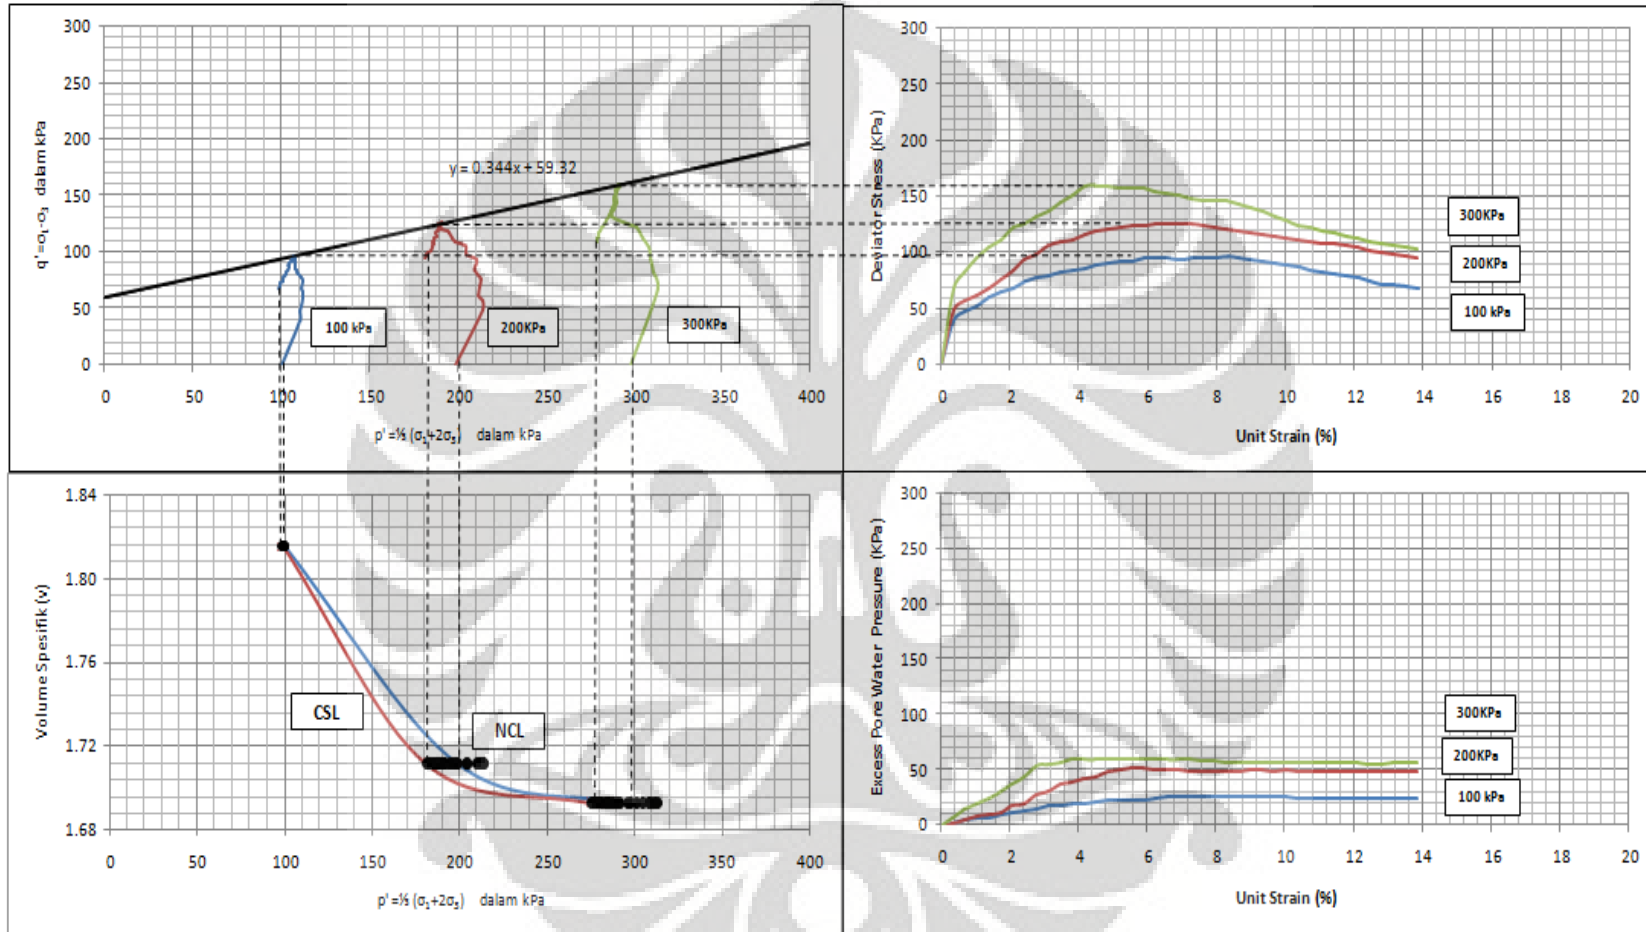 300
250
200
150
100
50
0
q'=σ₁-σ₃ dalam kPa
y = 0.344x + 59.32
100 kPa
200KPa
300KPa
0 50 100 150 200 250 300 350 400
p' =⅓ (σ₁+2σ₃) dalam kPa
300
250
200
150
100
50
0
Deviator Stress (KPa)
300KPa
200KPa
100 kPa
0 2 4 6 8 10 12 14 16 18 20
Unit Strain (%)
1.84
1.80
1.76
1.72
1.68
Volume Spesifik (v)
CSL
NCL
0 50 100 150 200 250 300 350 400
p' =⅓ (σ₁+2σ₃) dalam kPa
300
250
200
150
100
50
0
Excess Pore Water Pressure (KPa)
300KPa
200KPa
100 kPa
0 2 4 6 8 10 12 14 16 18 20
Unit Strain (%)